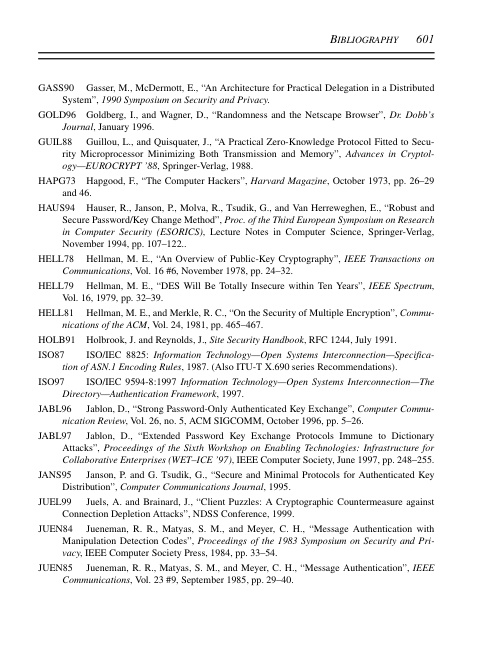 BIBLIOGRAPHY 601
GASS90 Gasser, M., McDermott, E., “An Architecture for Practical Delegation in a Distributed
System”, 1990 Symposium on Security and Privacy.
GOLD96 Goldberg, I., and Wagner, D., “Randomness and the Netscape Browser”, Dr. Dobb’s
Journal, January 1996.
GUIL88 Guillou, L., and Quisquater, J., “A Practical Zero-Knowledge Protocol Fitted to Secu-
rity Microprocessor Minimizing Both Transmission and Memory”, Advances in Cryptol-
ogy—EUROCRYPT ’88, Springer-Verlag, 1988.
HAPG73 Hapgood, F., “The Computer Hackers”, Harvard Magazine, October 1973, pp. 26–29
and 46.
HAUS94 Hauser, R., Janson, P., Molva, R., Tsudik, G., and Van Herreweghen, E., “Robust and
Secure Password/Key Change Method”, Proc. of the Third European Symposium on Research
in Computer Security (ESORICS), Lecture Notes in Computer Science, Springer-Verlag,
November 1994, pp. 107–122..
HELL78 Hellman, M. E., “An Overview of Public-Key Cryptography”, IEEE Transactions on
Communications, Vol. 16 #6, November 1978, pp. 24–32.
HELL79 Hellman, M. E., “DES Will Be Totally Insecure within Ten Years”, IEEE Spectrum,
Vol. 16, 1979, pp. 32–39.
HELL81 Hellman, M. E., and Merkle, R. C., “On the Security of Multiple Encryption”, Commu-
nications of the ACM, Vol. 24, 1981, pp. 465–467.
HOLB91 Holbrook, J. and Reynolds, J., Site Security Handbook, RFC 1244, July 1991.
ISO87 ISO/IEC 8825: Information Technology—Open Systems Interconnection—Specifica-
tion of ASN.1 Encoding Rules, 1987. (Also ITU-T X.690 series Recommendations).
ISO97 ISO/IEC 9594-8:1997 Information Technology—Open Systems Interconnection—The
Directory—Authentication Framework, 1997.
JABL96 Jablon, D., “Strong Password-Only Authenticated Key Exchange”, Computer Commu-
nication Review, Vol. 26, no. 5, ACM SIGCOMM, October 1996, pp. 5–26.
JABL97 Jablon, D., “Extended Password Key Exchange Protocols Immune to Dictionary
Attacks”, Proceedings of the Sixth Workshop on Enabling Technologies: Infrastructure for
Collaborative Enterprises (WET–ICE ’97), IEEE Computer Society, June 1997, pp. 248–255.
JANS95 Janson, P. and G. Tsudik, G., “Secure and Minimal Protocols for Authenticated Key
Distribution”, Computer Communications Journal, 1995.
JUEL99 Juels, A. and Brainard, J., “Client Puzzles: A Cryptographic Countermeasure against
Connection Depletion Attacks”, NDSS Conference, 1999.
JUEN84 Jueneman, R. R., Matyas, S. M., and Meyer, C. H., “Message Authentication with
Manipulation Detection Codes”, Proceedings of the 1983 Symposium on Security and Pri-
vacy, IEEE Computer Society Press, 1984, pp. 33–54.
JUEN85 Jueneman, R. R., Matyas, S. M., and Meyer, C. H., “Message Authentication”, IEEE
Communications, Vol. 23 #9, September 1985, pp. 29–40.